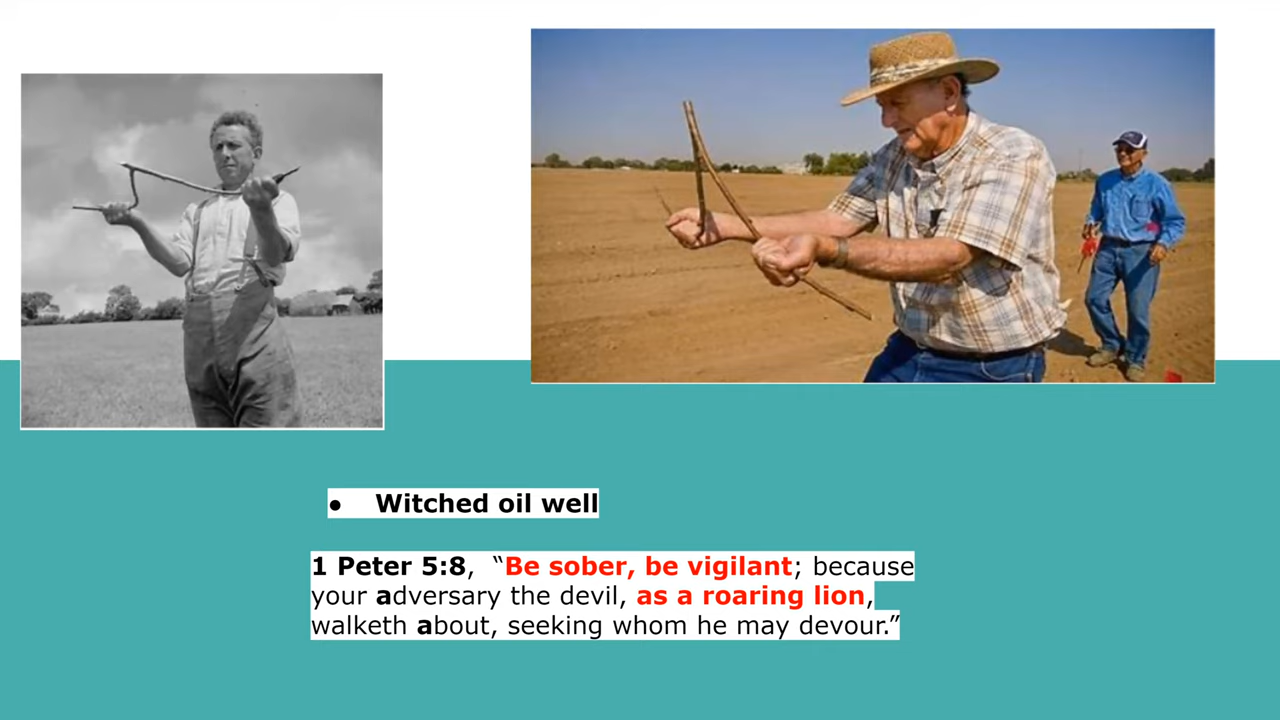 ● Witched oil well
1 Peter 5:8, “Be sober, be vigilant; because
your adversary the devil, as a roaring lion,
walketh about, seeking whom he may devour.”